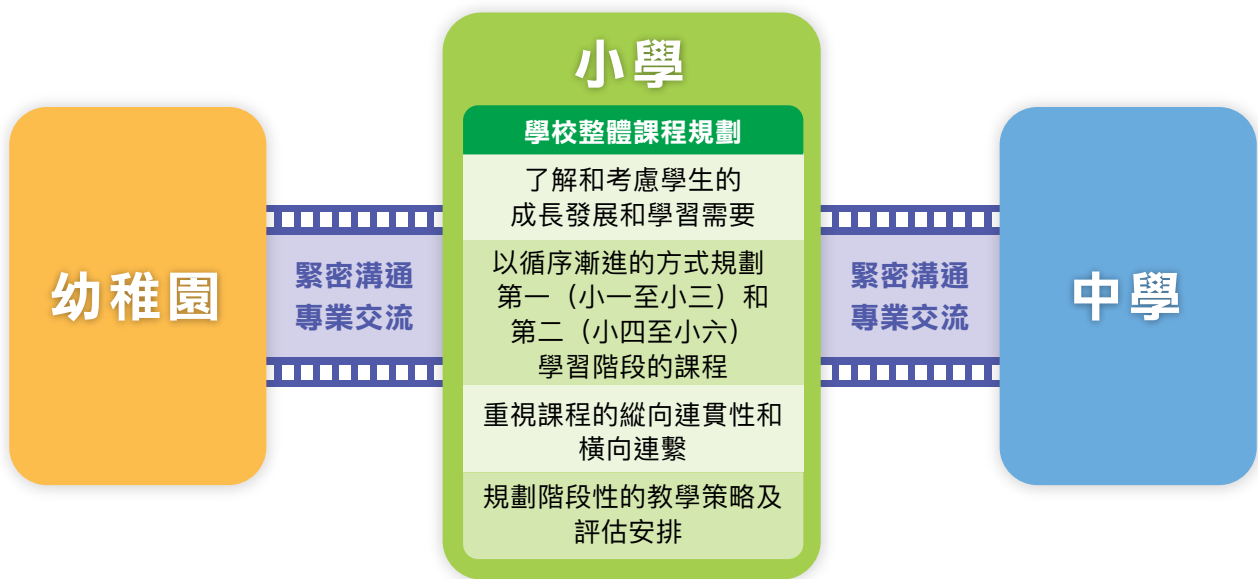 小學
學校整體課程規劃
了解和考慮學生的
成長發展和學習需要
以循序漸進的方式規劃
第一（小一至小三）和
第二（小四至小六）
學習階段的課程
重視課程的縱向連貫性和
橫向連繫
規劃階段性的教學策略及
評估安排
幼稚園
緊密溝通
專業交流
緊密溝通
專業交流
中學